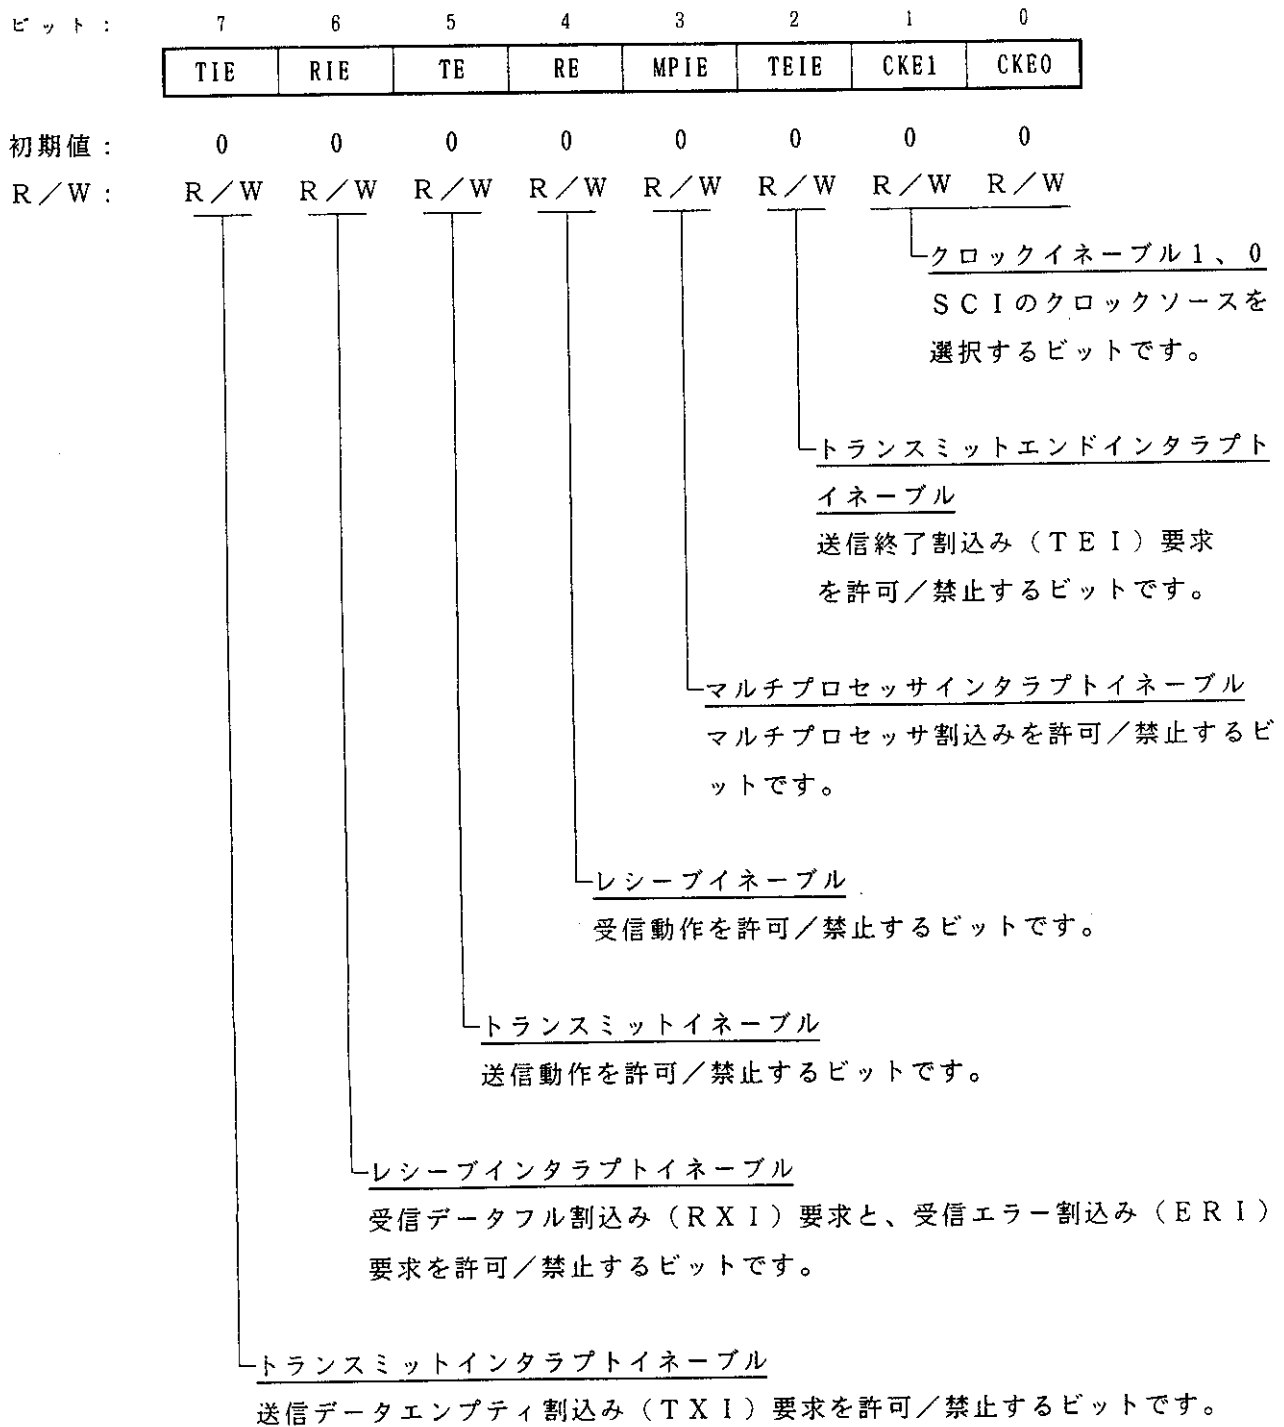 ビット： 7 6 5 4 3 2 1 0
TIE RIE TE RE MPIE TEIE CKE1 CKE0
初期値： 0 0 0 0 0 0 0 0
R／W： R／W R／W R／W R／W R／W R／W R／W R／W
クロックイネーブル1、0
SCIのクロックソースを
選択するビットです。
トランスミットエンドインタラプト
イネーブル
送信終了割込み（TEI）要求
を許可／禁止するビットです。
マルチプロセッサインタラプトイネーブル
マルチプロセッサ割込みを許可／禁止するビ
ットです。
レシーブイネーブル
受信動作を許可／禁止するビットです。
トランスミットイネーブル
送信動作を許可／禁止するビットです。
レシーブインタラプトイネーブル
受信データフル割込み（RXI）要求と、受信エラー割込み（ERI）
要求を許可／禁止するビットです。
トランスミットインタラプトイネーブル
送信データエンプティ割込み（TXI）要求を許可／禁止するビットです。